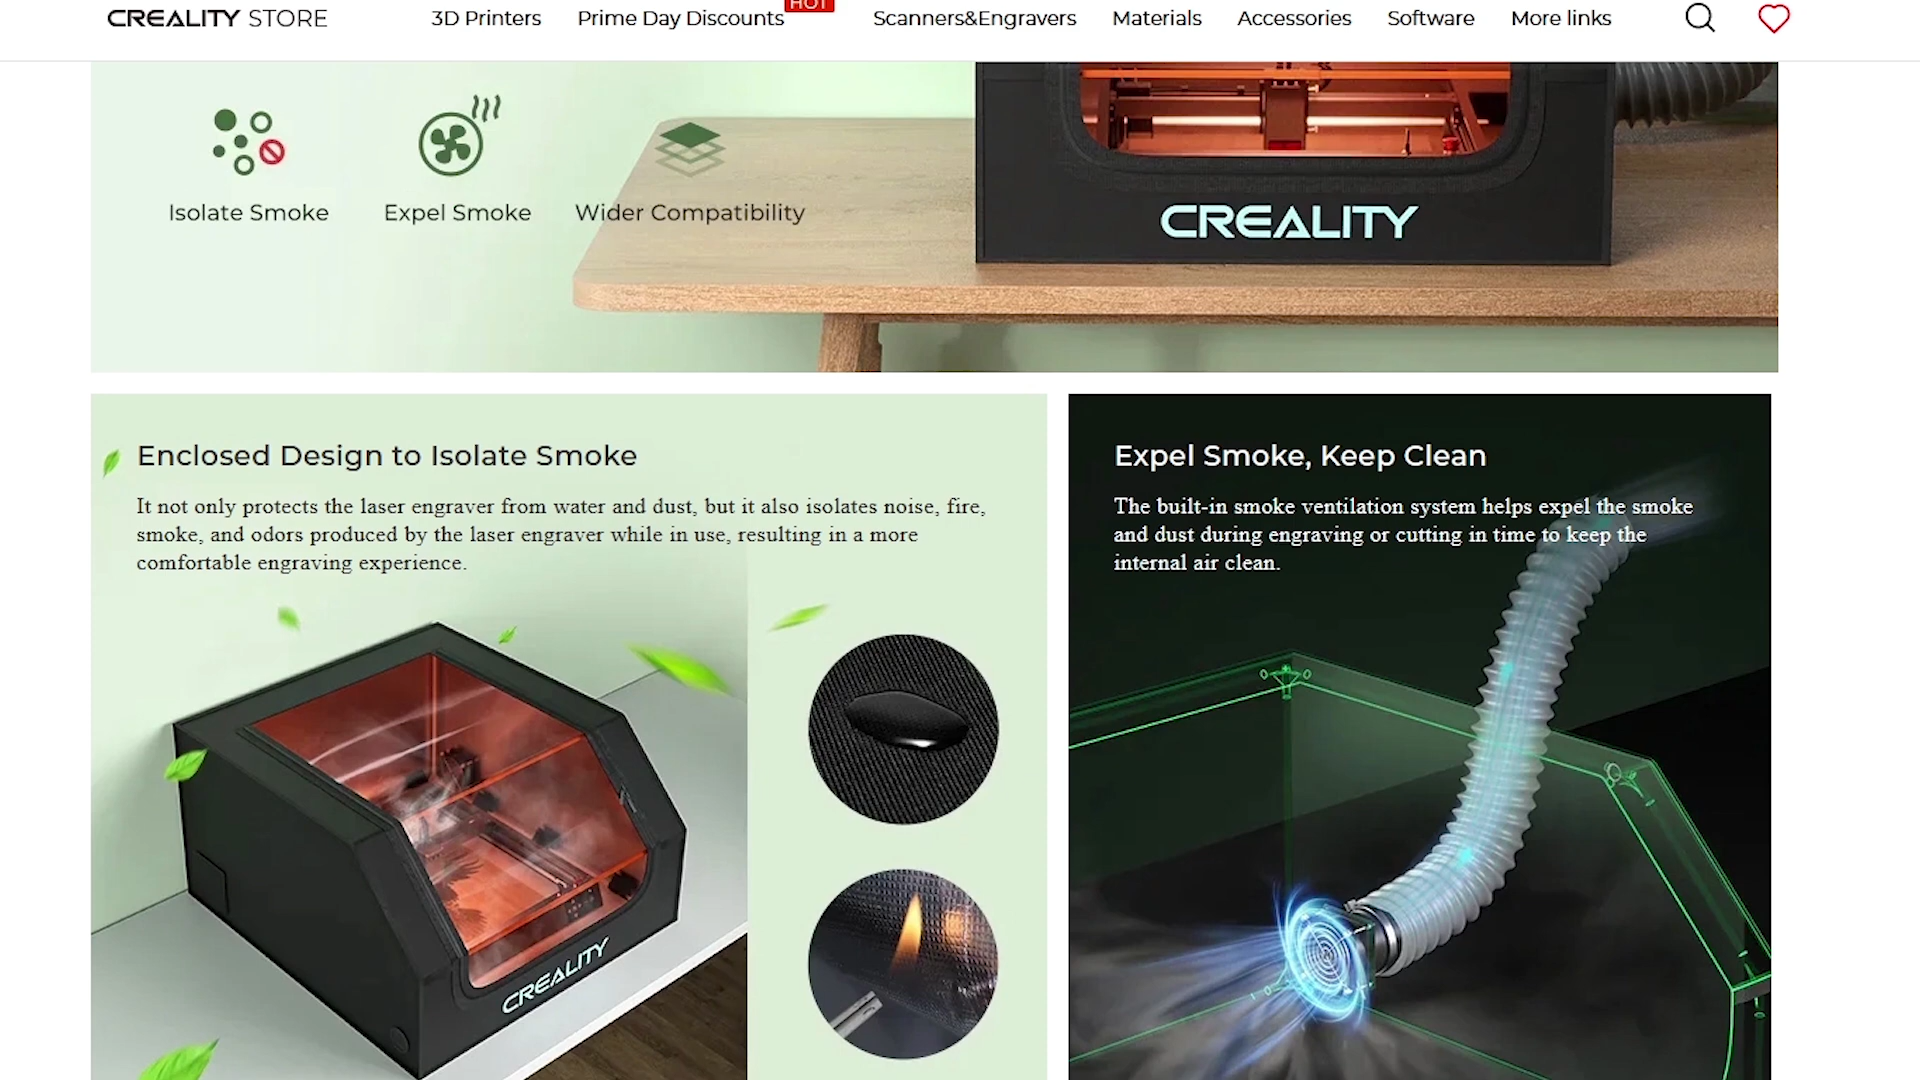 CREALITY STORE
3D Printers
Prime Day Discounts
HOT
Scanners&Engravers
Materials
Accessories
Software
More links
Isolate Smoke
Expel Smoke
Wider Compatibility
CREALITY
Enclosed Design to Isolate Smoke
It not only protects the laser engraver from water and dust, but it also isolates noise, fire,
smoke, and odors produced by the laser engraver while in use, resulting in a more
comfortable engraving experience.
CREALITY
Expel Smoke, Keep Clean
The built-in smoke ventilation system helps expel the smoke
and dust during engraving or cutting in time to keep the
internal air clean.